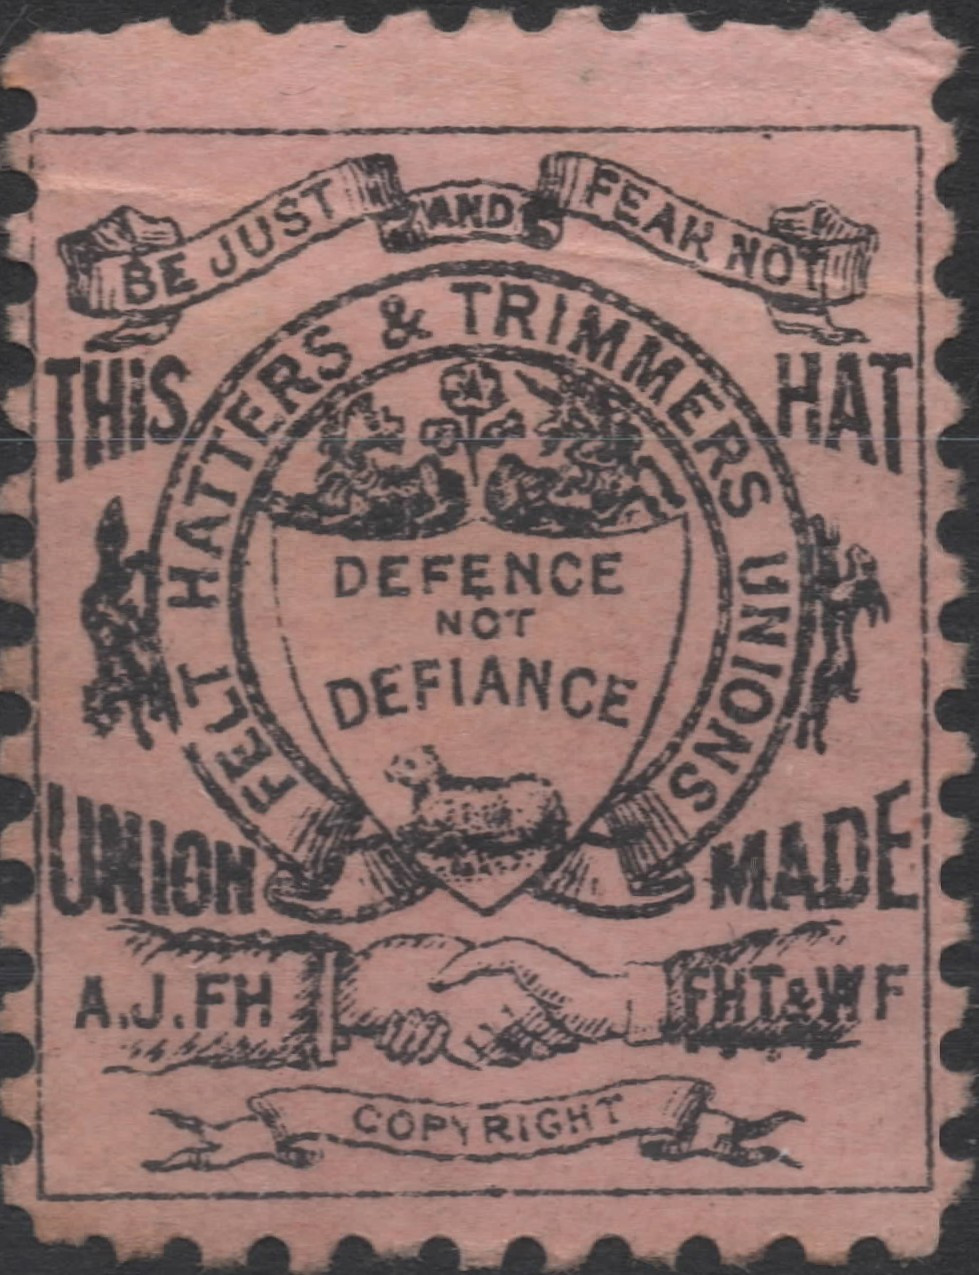 BE JUST AND FEAR NOT
THIS HAT
FELT HATTERS & TRIMMERS UNIONS
DEFENCE
NOT
DEFIANCE
UNION MADE
A.J.FH FHT&WF
COPYRIGHT